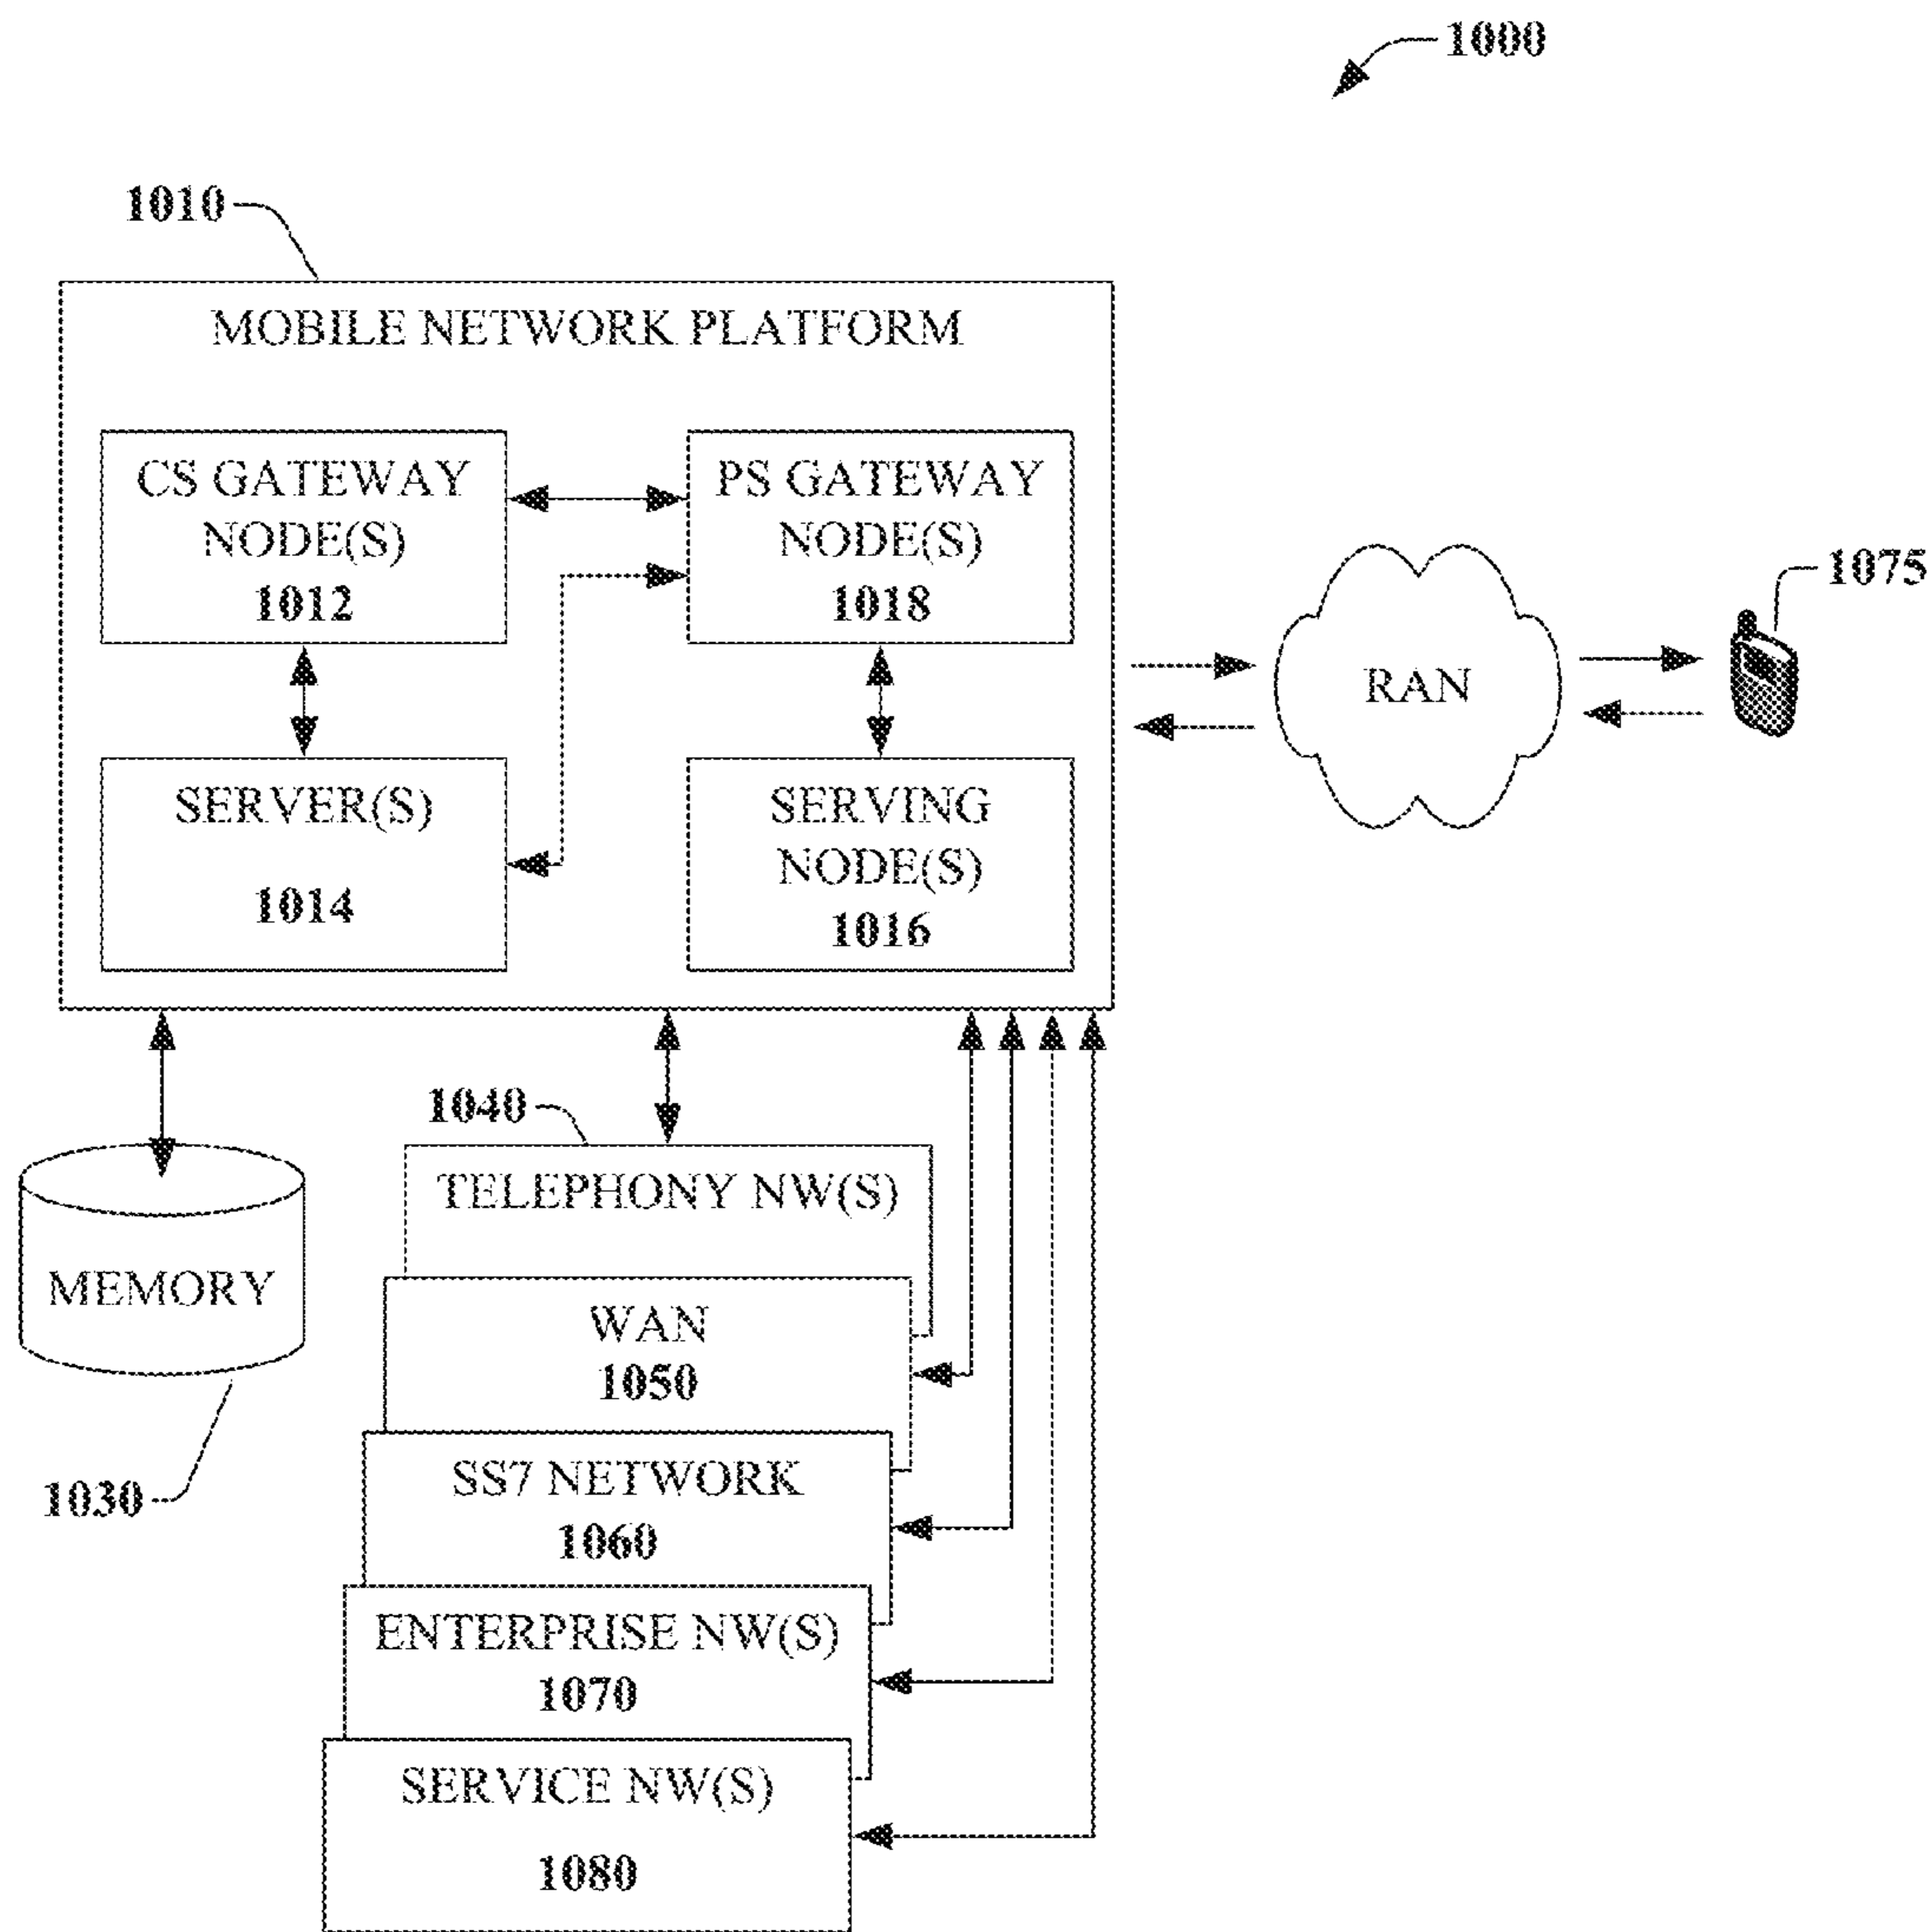 1000
1010
MOBILE NETWORK PLATFORM
CS GATEWAY
NODE(S)
1012
PS GATEWAY
NODE(S)
1018
SERVER(S)
1014
SERVING
NODE(S)
1016
RAN
1075
1040
TELEPHONY NW(S)
MEMORY
1030
WAN
1050
SS7 NETWORK
1060
ENTERPRISE NW(S)
1070
SERVICE NW(S)
1080